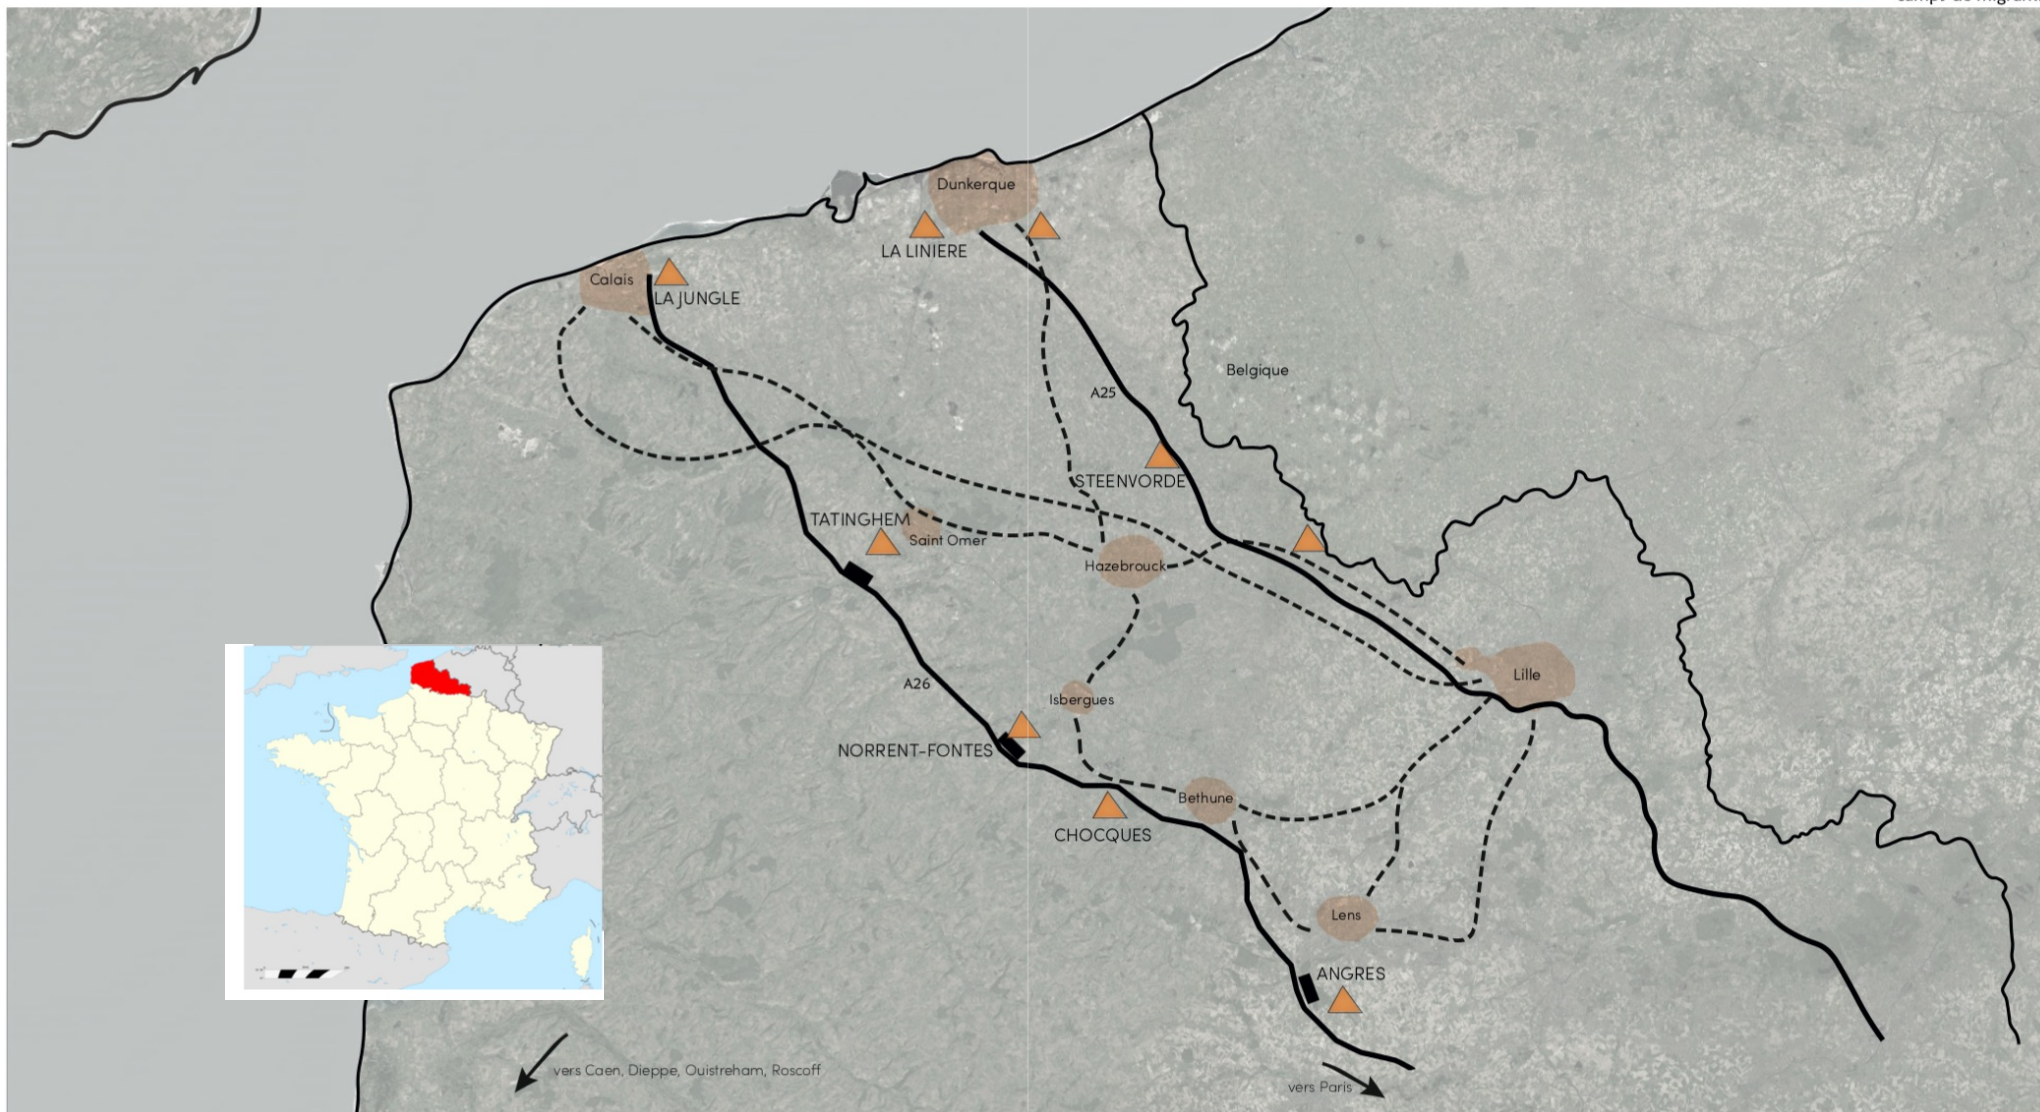 Dunkerque
LA LINIERE
Calais
LA JUNGLE
Belgique
A25
STEENVORDE
TATINGHEM
Saint Omer
Hazebrouck
Lille
A26
Isbergues
NORRENT-FONTES
Bethune
CHOCQUES
Lens
ANGRES
vers Caen, Dieppe, Ouistreham, Roscoff
vers Paris